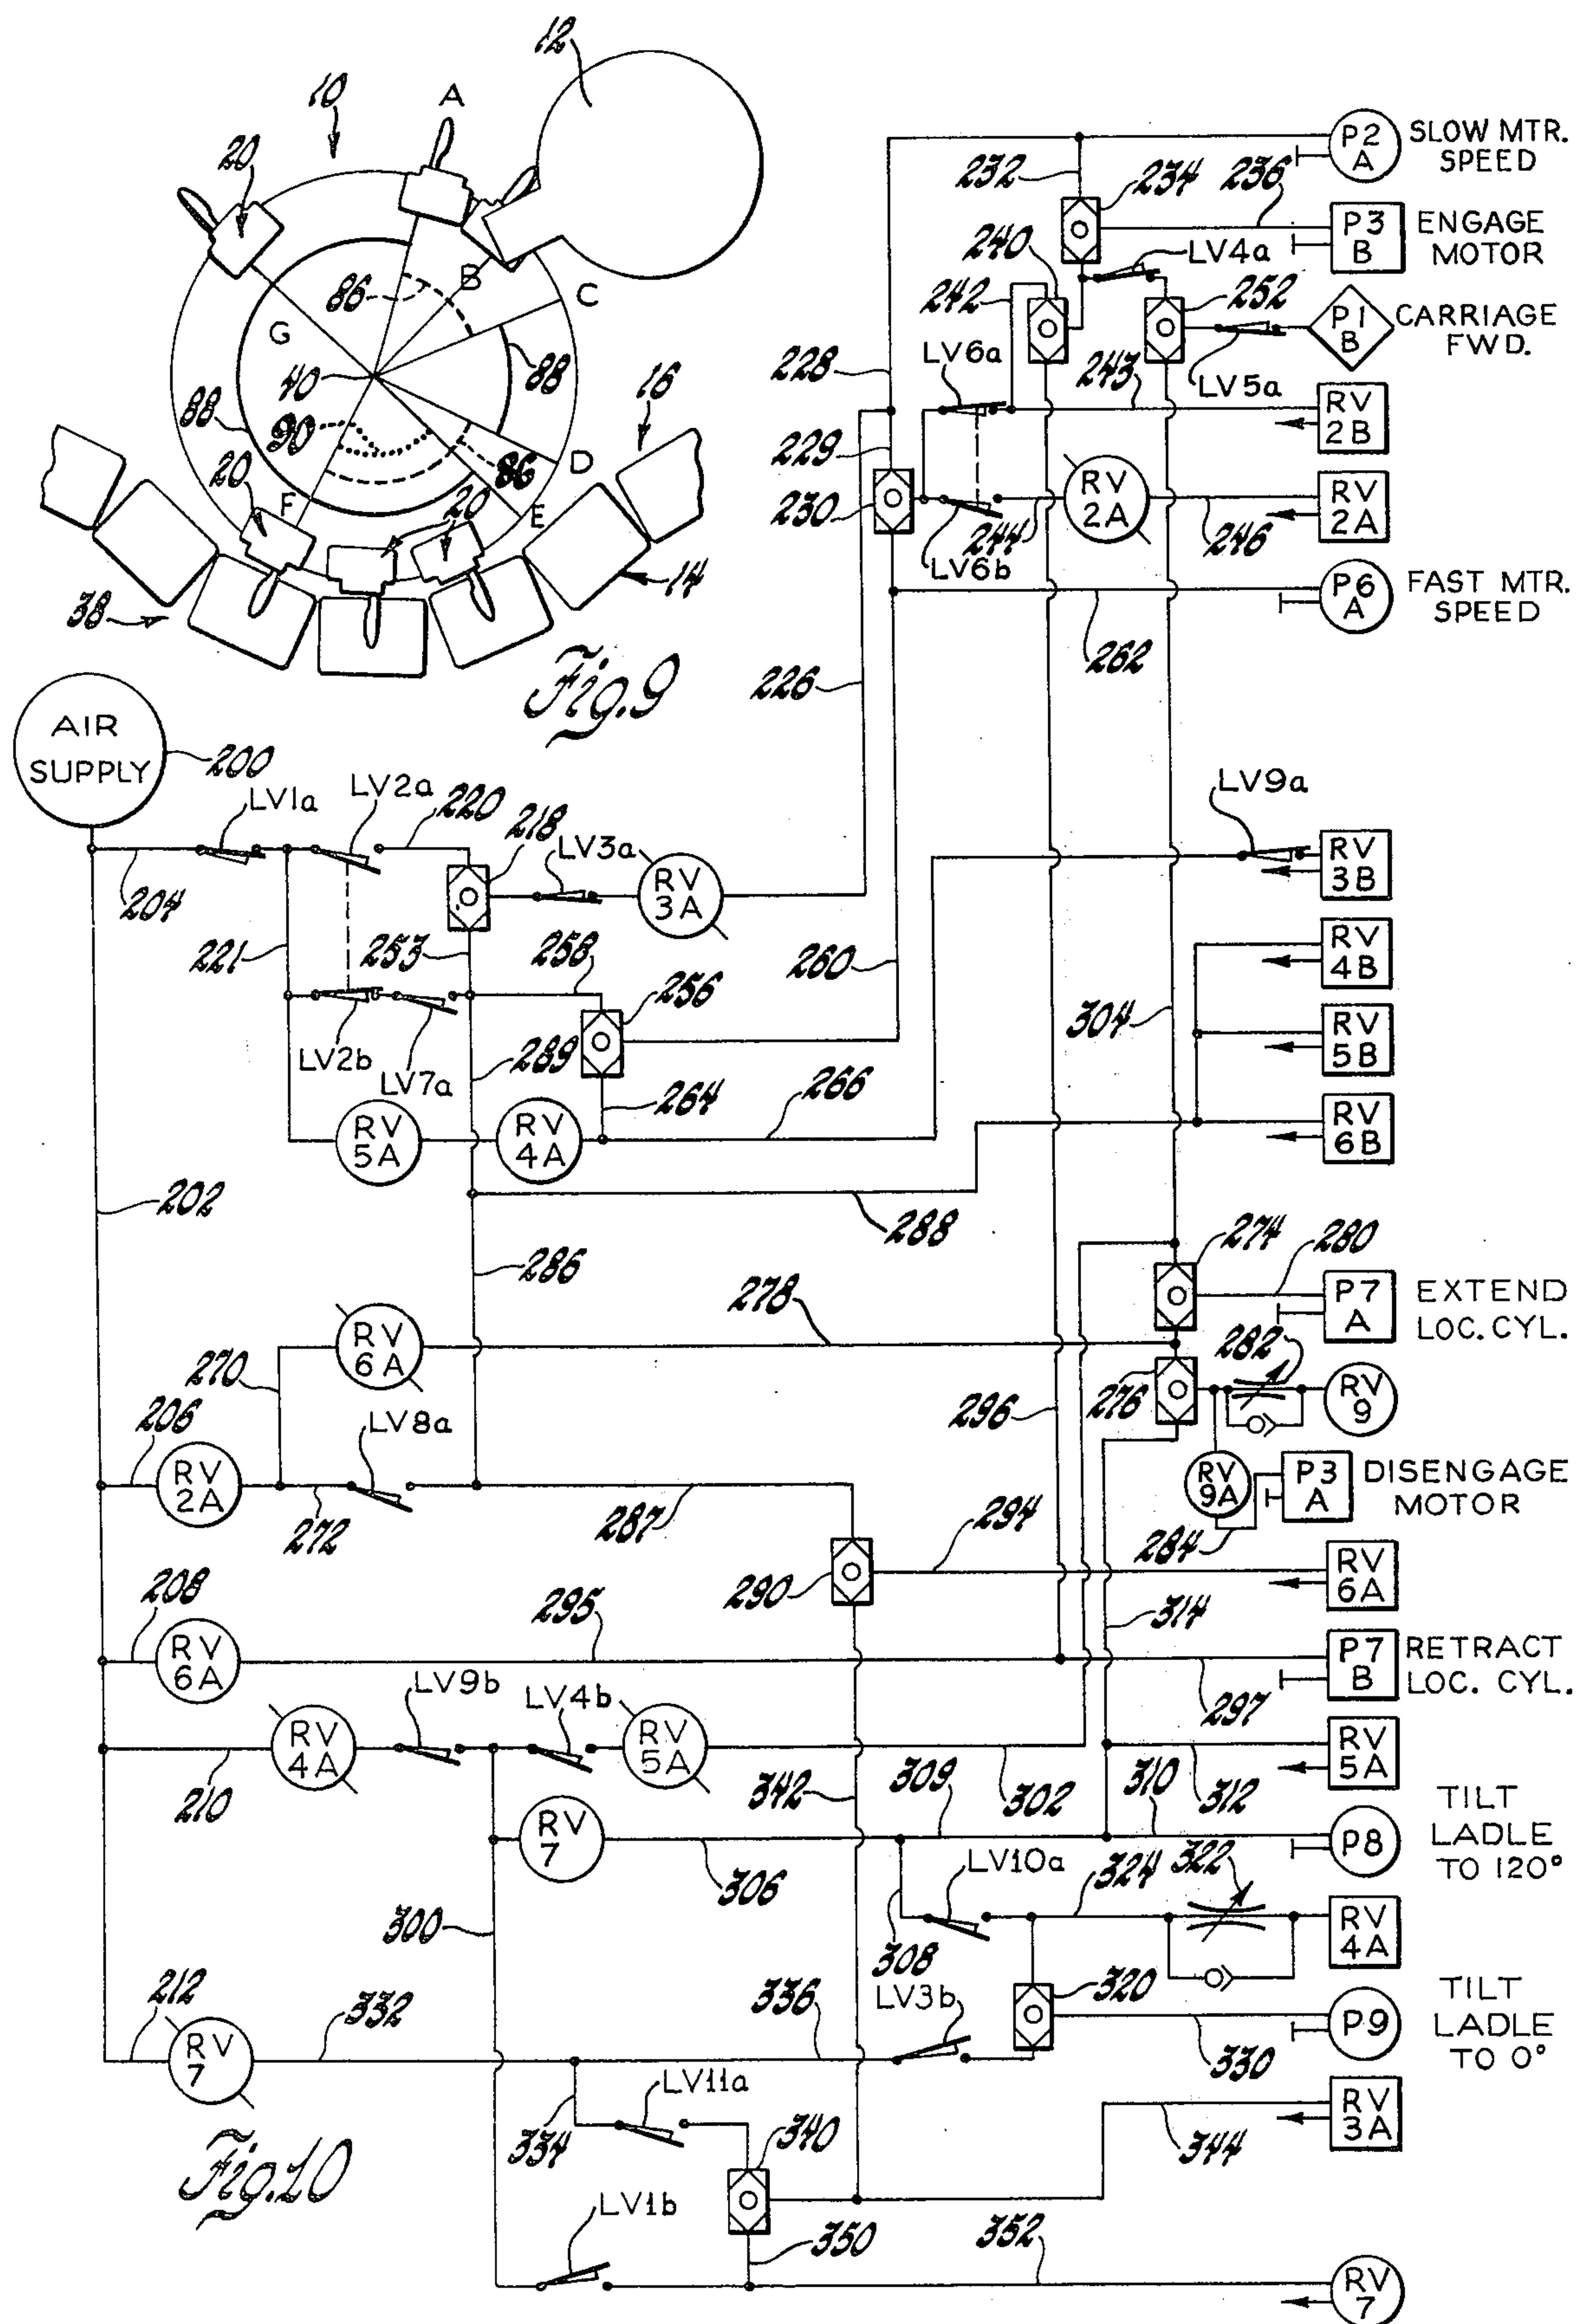 12
10
A
20
SLOW MTR.
SPEED
P2
A
232
234
236
ENGAGE
MOTOR
P3
B
240
LV4a
B
C
86
242
252
CARRIAGE
FWD.
P1
B
G
228
LV6a
243
LV5a
RV
2B
40
88
16
88
90
229
20
86
D
230
RV
2A
RV
2A
F
20
E
LV6b
244
246
38
14
FAST MTR.
SPEED
P6
A
Fig. 9
226
262
AIR
SUPPLY
200
LV1a
LV2a
220
218
LV3a
LV9a
RV
3A
RV
3B
204
221
253
258
256
260
304
RV
4B
LV2b
LV7a
289
264
266
RV
5B
RV
5A
RV
4A
RV
6B
202
288
286
278
274
280
EXTEND
LOC. CYL.
P7
A
RV
6A
270
282
276
206
LV8a
296
RV
9
RV
2A
RV
9A
P3
A
DISENGAGE
MOTOR
272
287
294
284
208
290
RV
6A
295
314
RV
6A
P7
B
RETRACT
LOC. CYL.
LV9b
LV4b
297
RV
4A
RV
5A
RV
5A
210
342
309
302
310
312
TILT
LADLE
TO 120°
RV
7
P8
LV10a
324
322
306
300
308
RV
4A
212
332
336
LV3b
320
TILT
LADLE
TO 0°
P9
RV
7
330
LV11a
334
340
RV
3A
344
Fig. 10
LV1b
350
352
RV
7